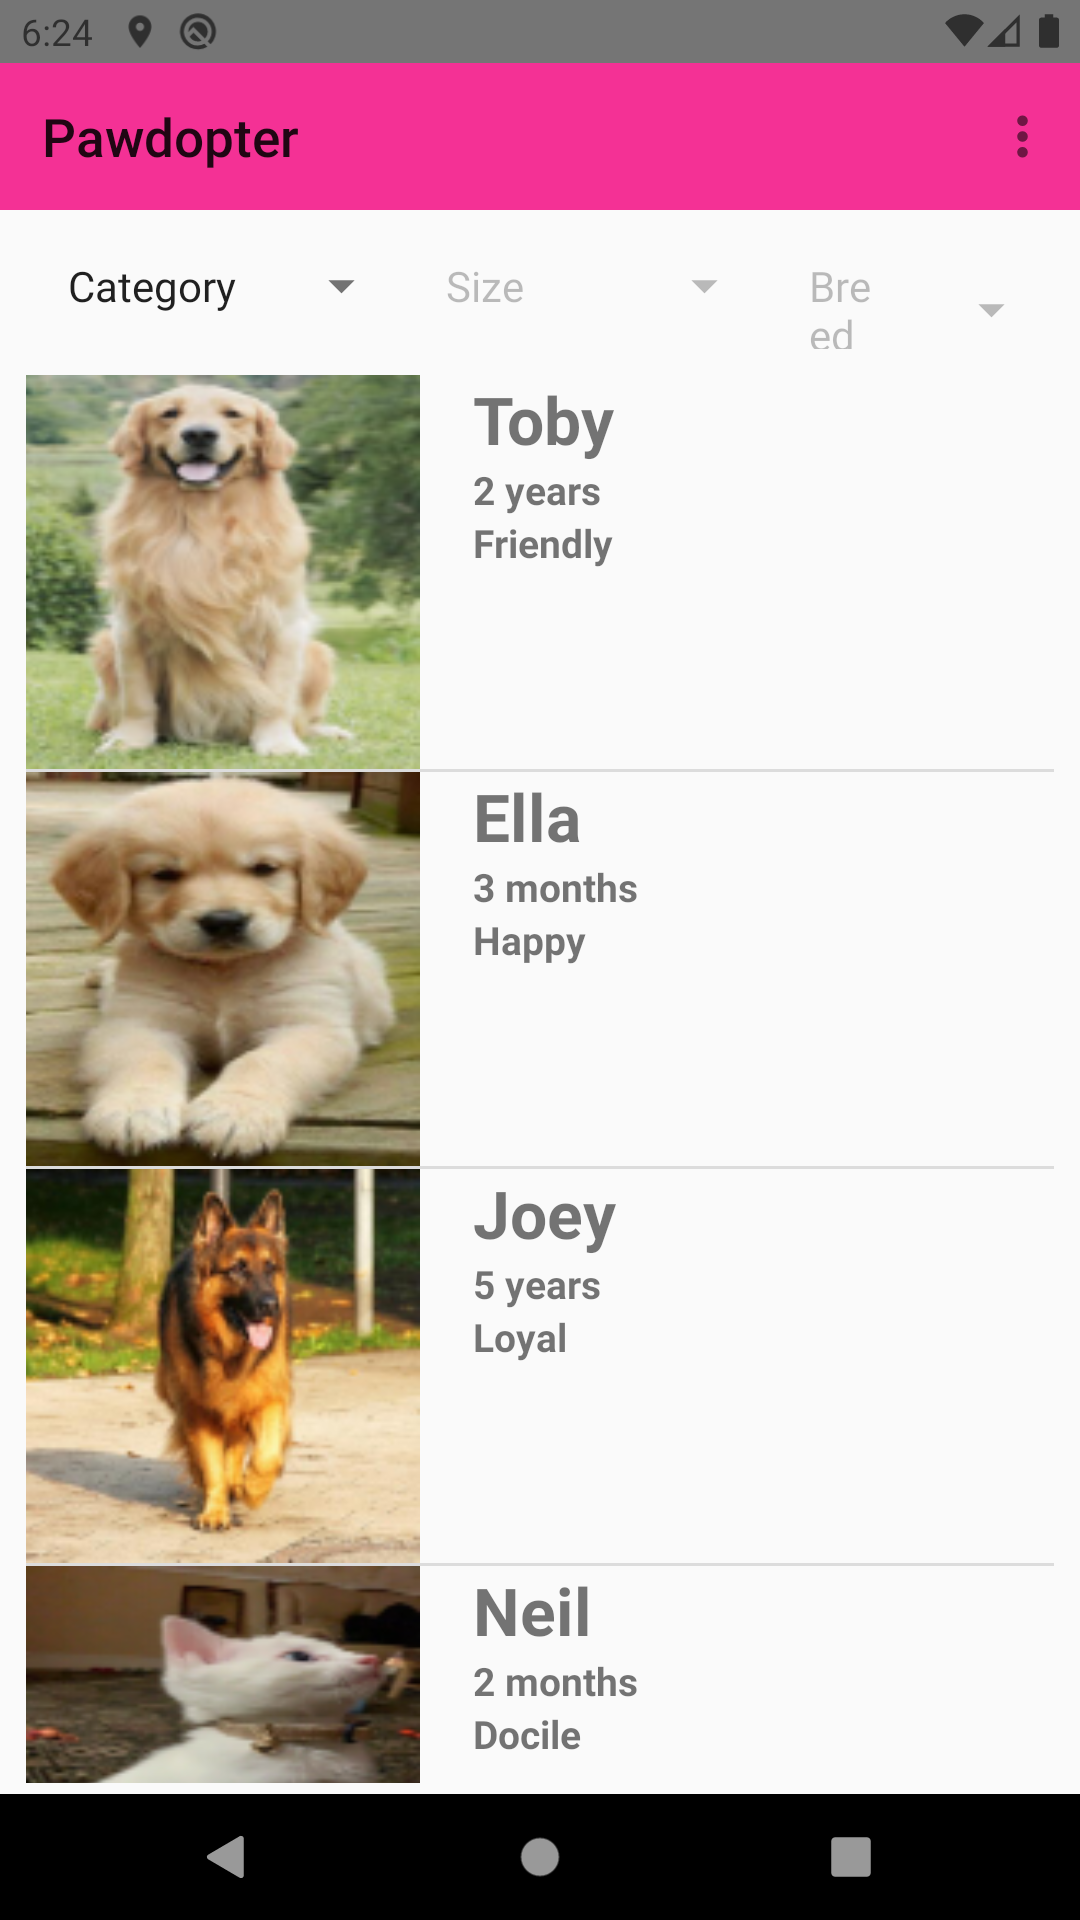 6:24
Pawdopter
Category
Size
Bre
ed
Toby
2 years
Friendly
Ella
3 months
Happy
Joey
5 years
Loyal
Neil
2 months
Docile